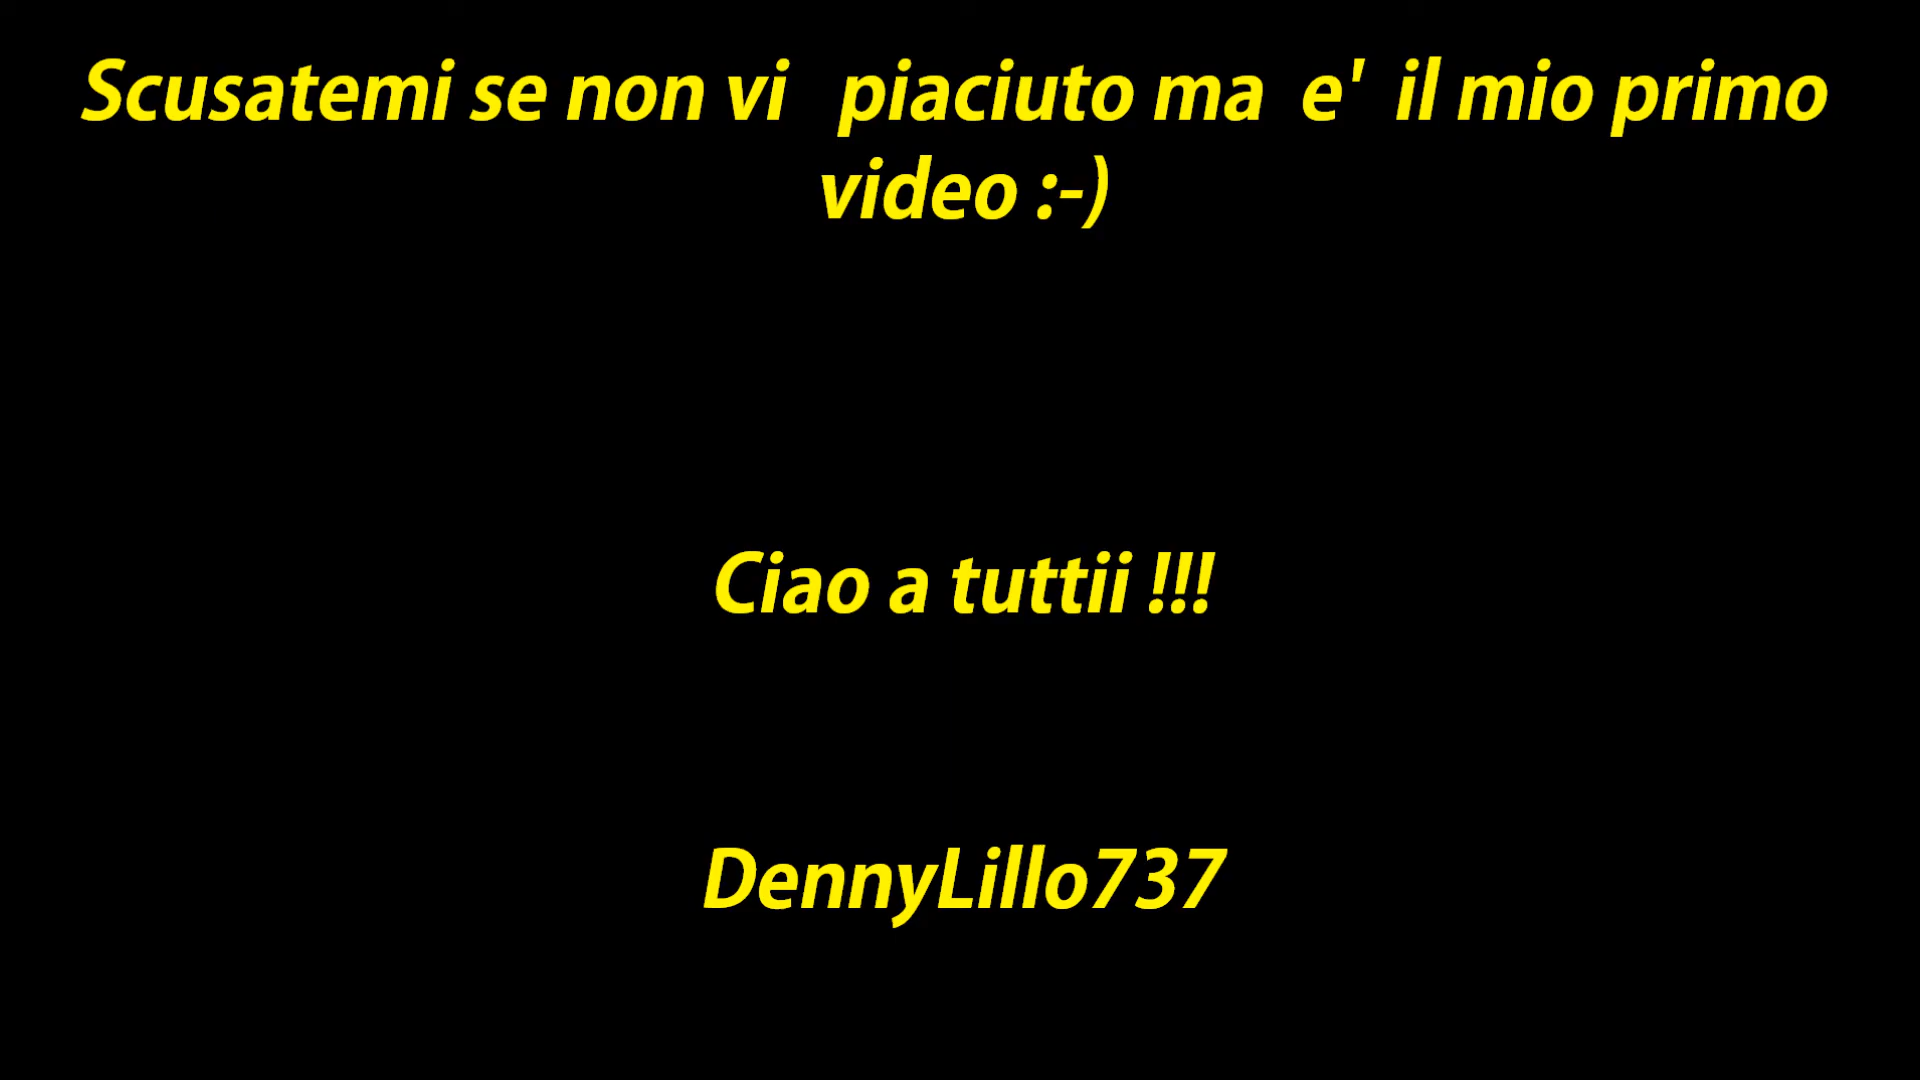 Scusatemi se non vi   piaciuto ma  e'  il mio primo
video :-)
Ciao a tuttii !!!
DennyLillo737